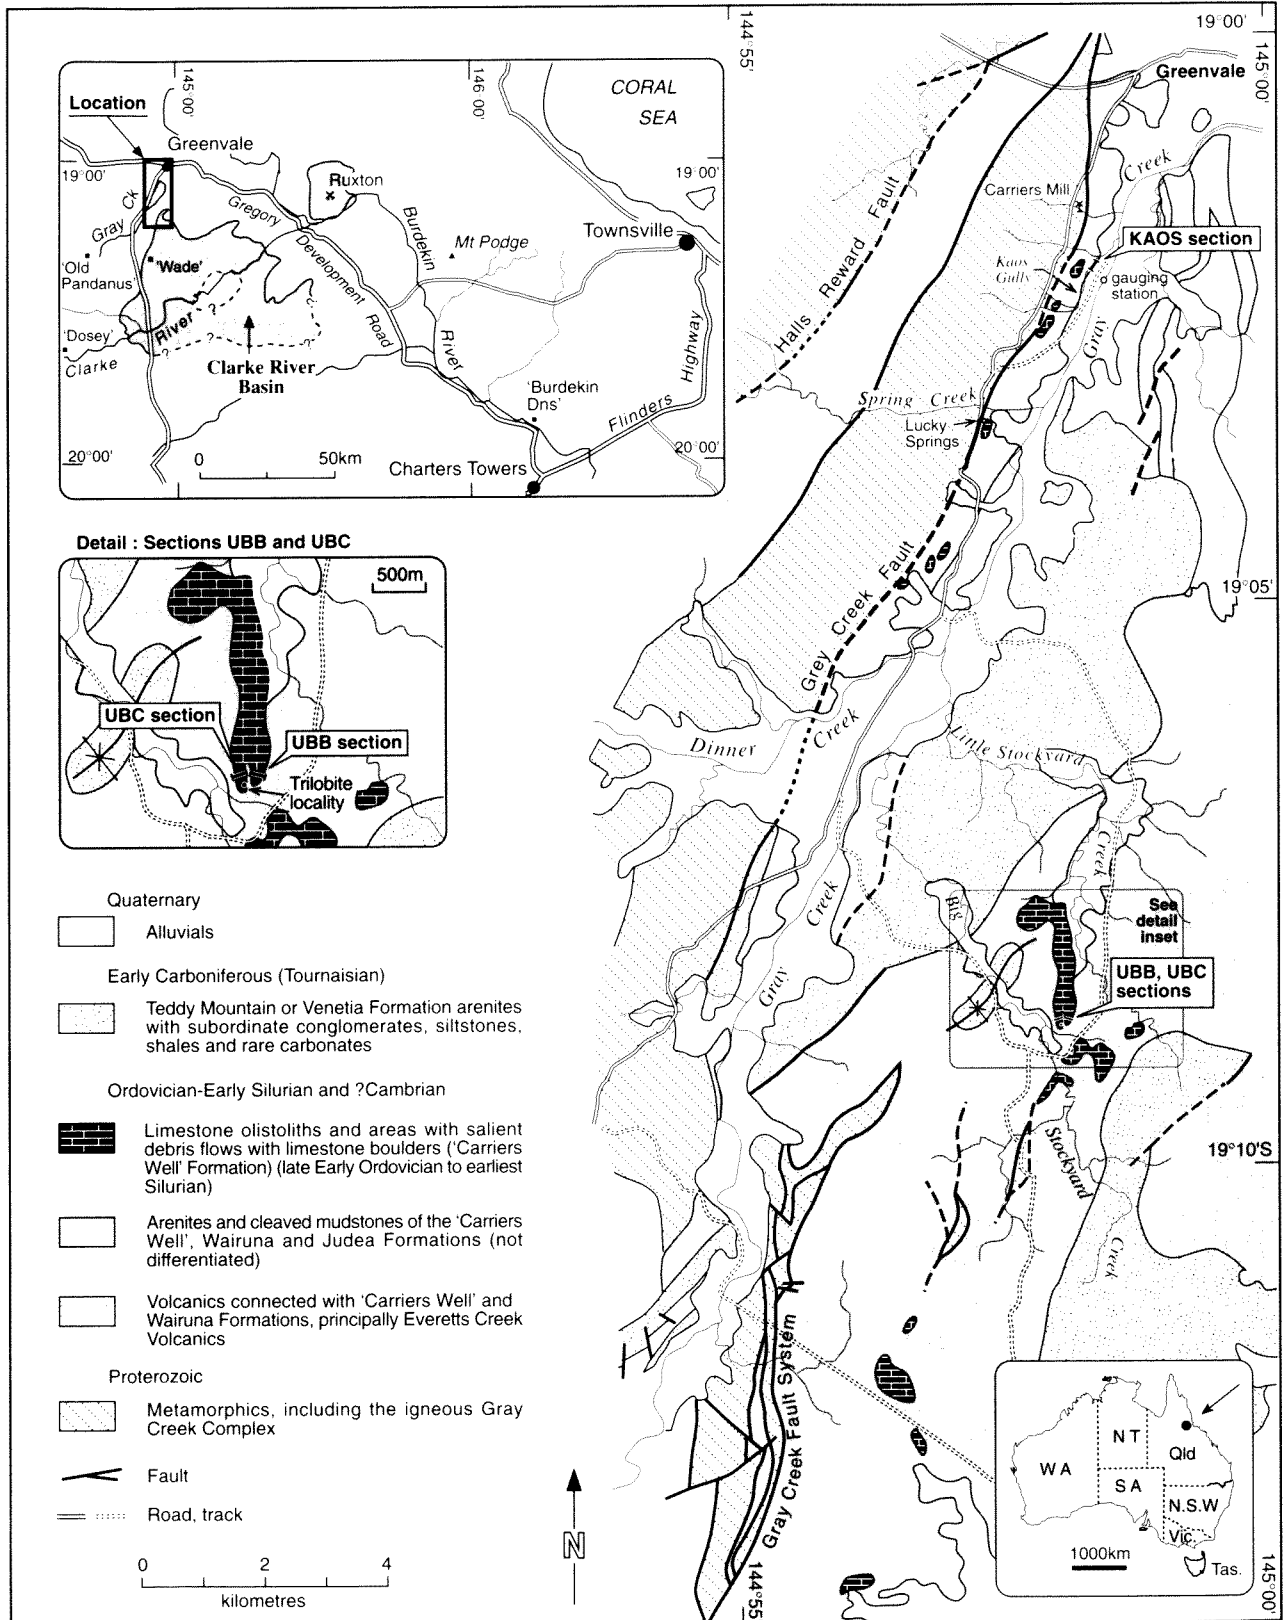 19°00'
144°55'
145°00'
Greenvale
145°00'
146°00'
CORAL
SEA
Location
Greenvale
19°00'
19°00'
Ruxton
Gray Ck
Gregory
Development
Road
Burdekin
River
Mt Podge
Townsville
'Old
Pandanus'
'Wade'
'Dosey'
Clarke
River
?
?
?
?
Clarke River
Basin
'Burdekin
Dns'
Highway
Flinders
20°00'
20°00'
0 50km
Charters Towers
Creek
Carriers Mill
KAOS section
Kaos
Gully
gauging
station
Gray
Halls Reward Fault
Spring Creek
Lucky
Springs
Detail : Sections UBB and UBC
500m
UBC section
UBB section
Trilobite
locality
19°05'
Grey Creek Fault
Dinner
Creek
Little Stockyard
Creek
Creek
Gray
Big
See
detail
inset
UBB, UBC
sections
Stockyard
Creek
19°10'S
Quaternary
Alluvials
Early Carboniferous (Tournaisian)
Teddy Mountain or Venetia Formation arenites
with subordinate conglomerates, siltstones,
shales and rare carbonates
Ordovician-Early Silurian and ?Cambrian
Limestone olistoliths and areas with salient
debris flows with limestone boulders ('Carriers
Well' Formation) (late Early Ordovician to earliest
Silurian)
Arenites and cleaved mudstones of the 'Carriers
Well', Wairuna and Judea Formations (not
differentiated)
Volcanics connected with 'Carriers Well' and
Wairuna Formations, principally Everetts Creek
Volcanics
Proterozoic
Metamorphics, including the igneous Gray
Creek Complex
Fault
Road, track
0 2 4
kilometres
N
Gray Creek Fault System
144°55
145°00'
WA
NT
SA
Qld
N.S.W
Vic.
Tas.
1000km